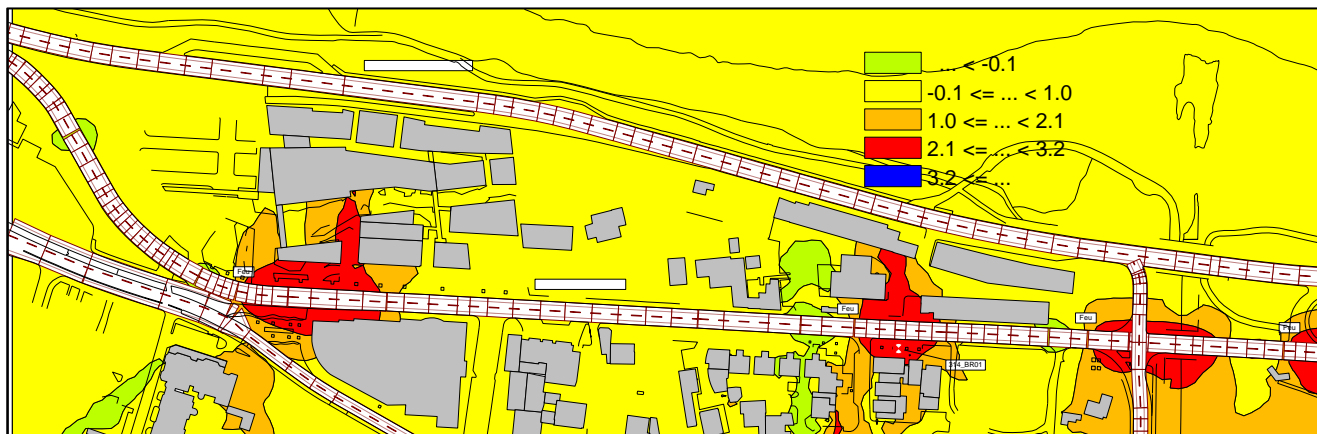 ... < -0.1
-0.1 <= ... < 1.0
1.0 <= ... < 2.1
2.1 <= ... < 3.2
3.2 <= ...
Feu
Feu
Feu
Feu
314_BR01